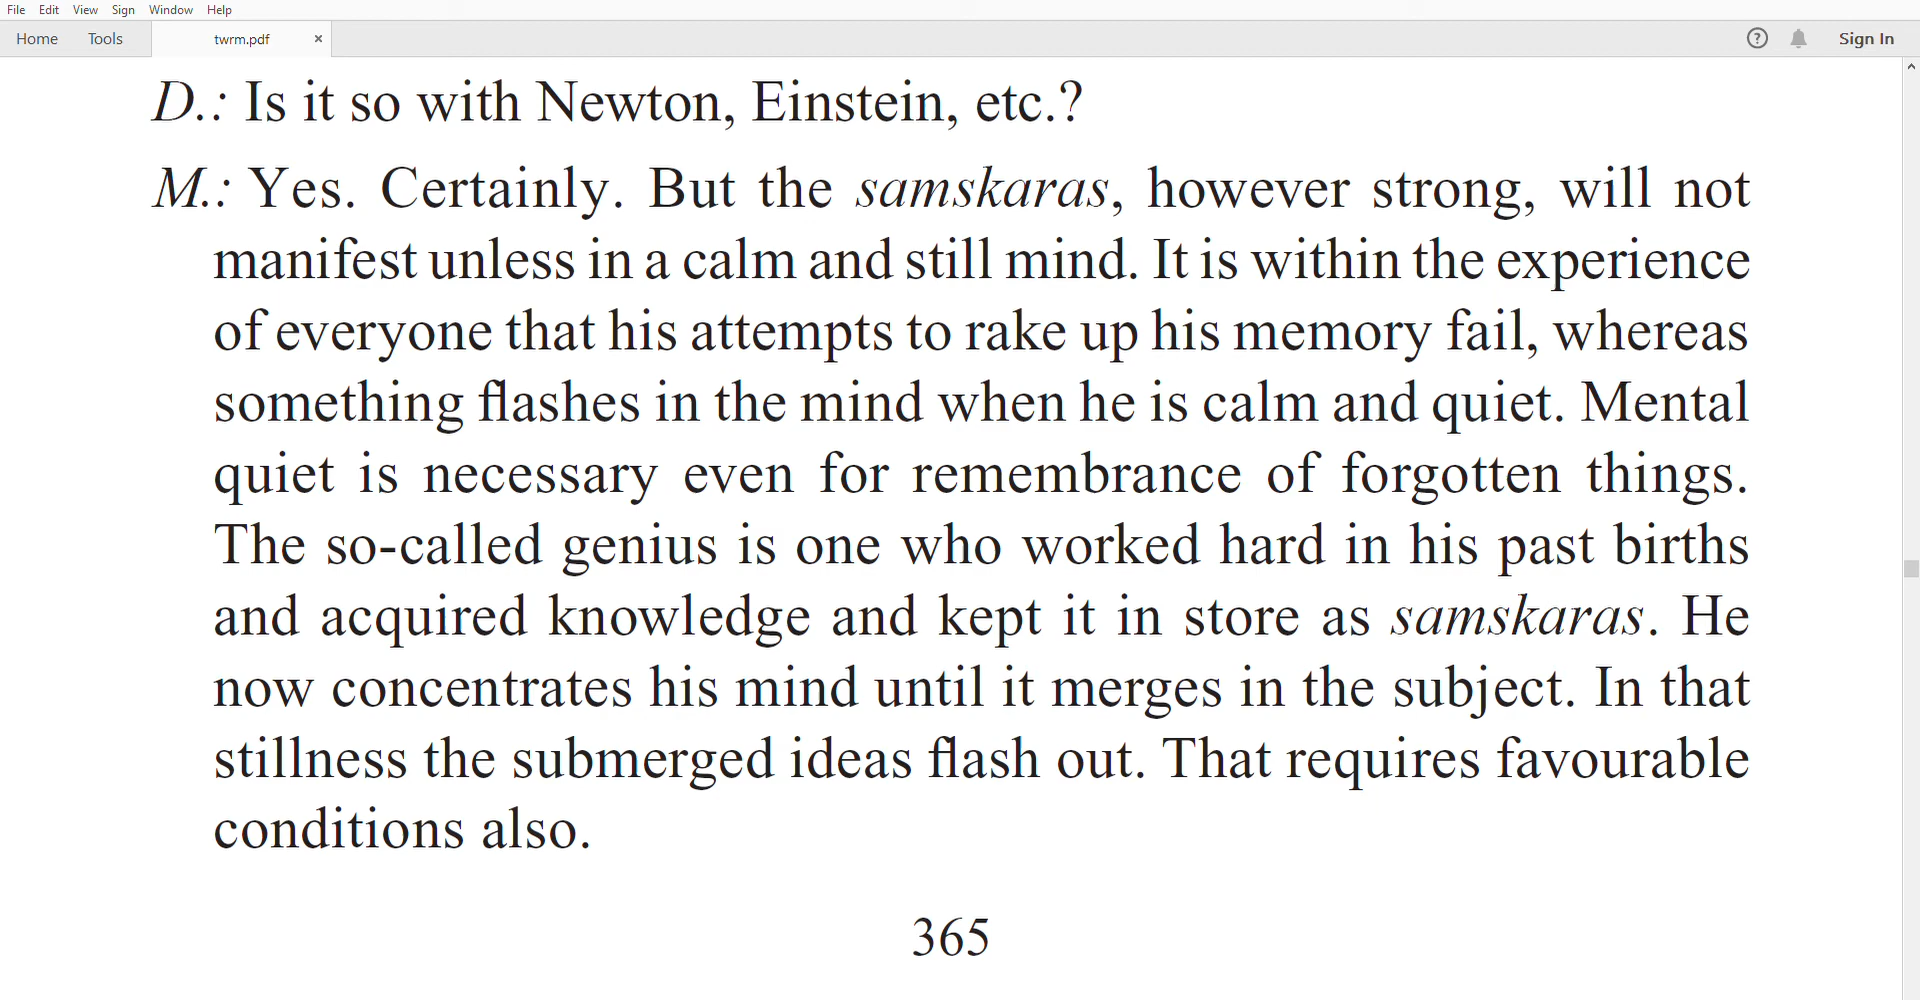 File Edit View Sign Window Help
Home Tools twrm.pdf × ? Sign In
D.: Is it so with Newton, Einstein, etc.?
M.: Yes. Certainly. But the samskaras, however strong, will not
manifest unless in a calm and still mind. It is within the experience
of everyone that his attempts to rake up his memory fail, whereas
something flashes in the mind when he is calm and quiet. Mental
quiet is necessary even for remembrance of forgotten things.
The so-called genius is one who worked hard in his past births
and acquired knowledge and kept it in store as samskaras. He
now concentrates his mind until it merges in the subject. In that
stillness the submerged ideas flash out. That requires favourable
conditions also.
365